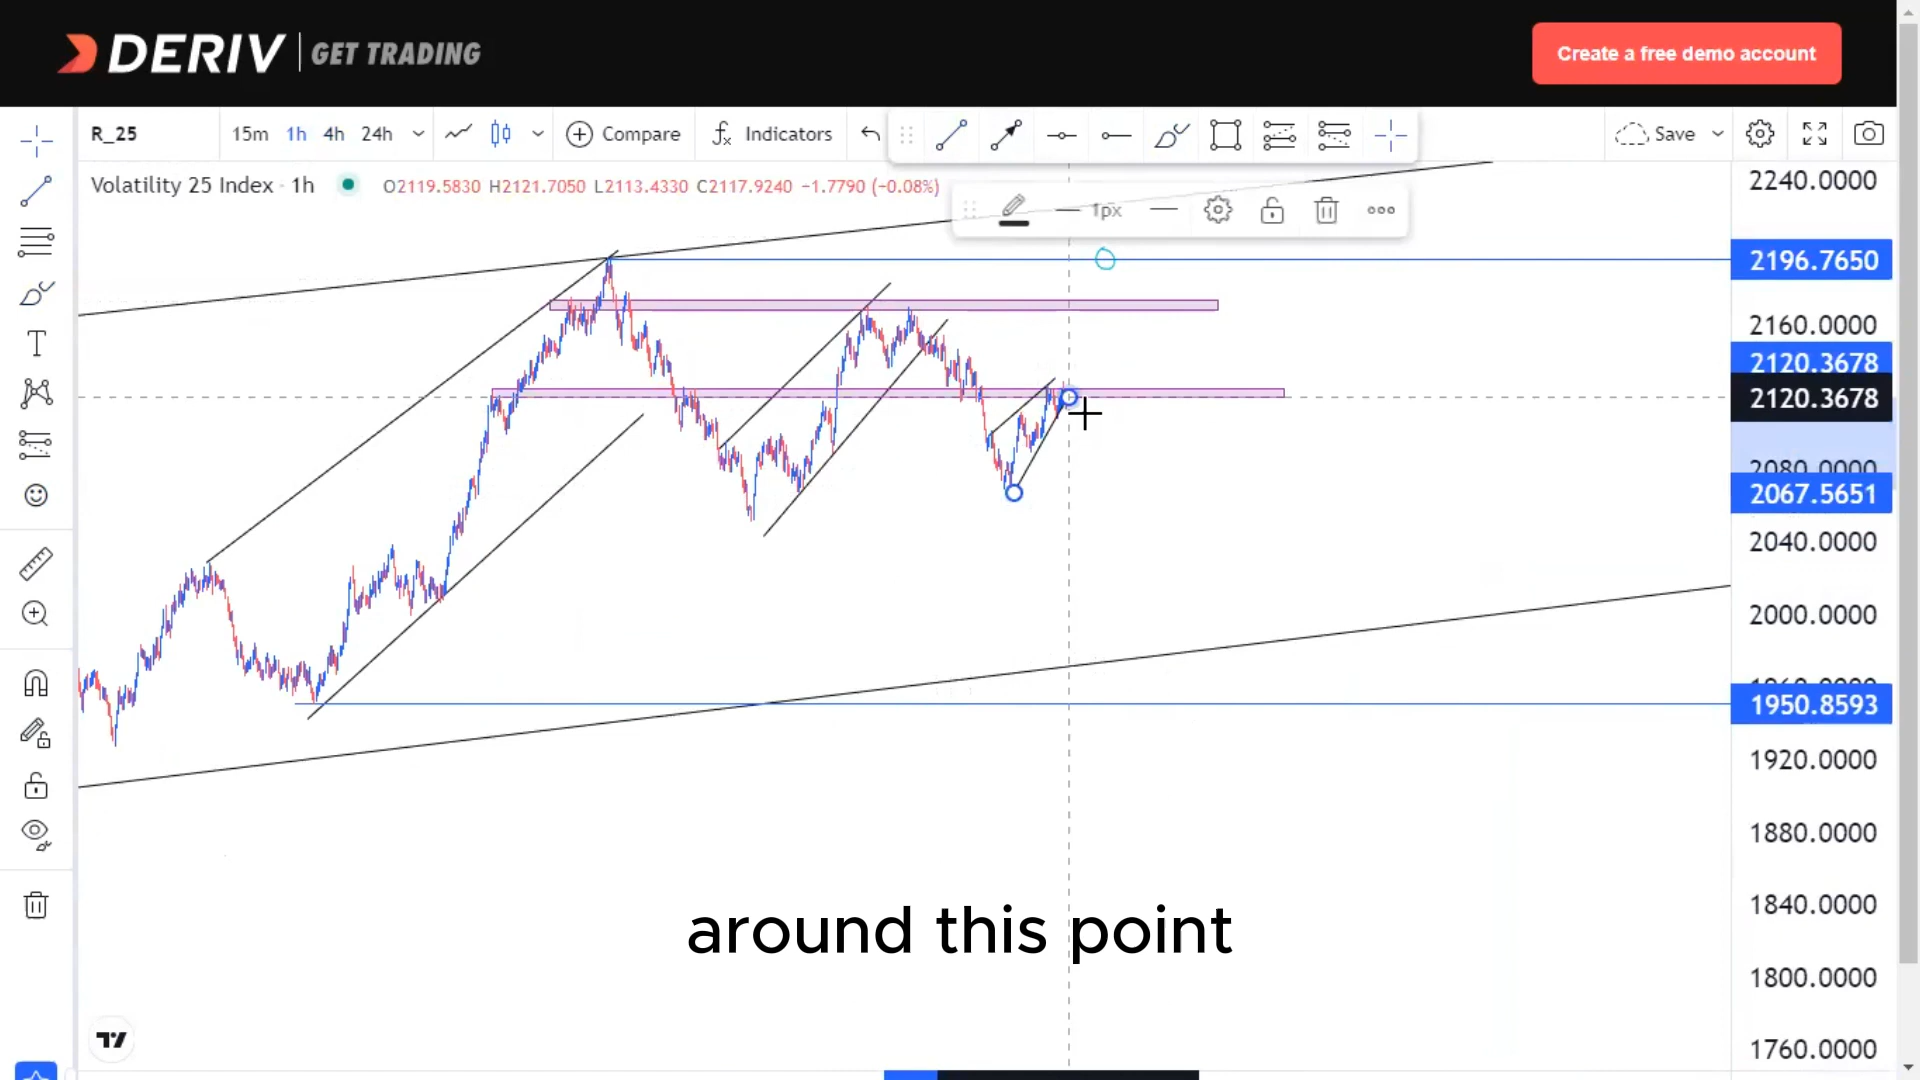 DERIV | GET TRADING
Create a free demo account
R_25 15m 1h 4h 24h Compare Indicators Save
Volatility 25 Index · 1h O2119.5830 H2121.7050 L2113.4330 C2117.9240 −1.7790 (−0.08%)
1px
2240.0000
2196.7650
2160.0000
2120.3678
2120.3678
2080.0000
2067.5651
2040.0000
2000.0000
1960.0000
1950.8593
1920.0000
1880.0000
1840.0000
1800.0000
1760.0000
around this point